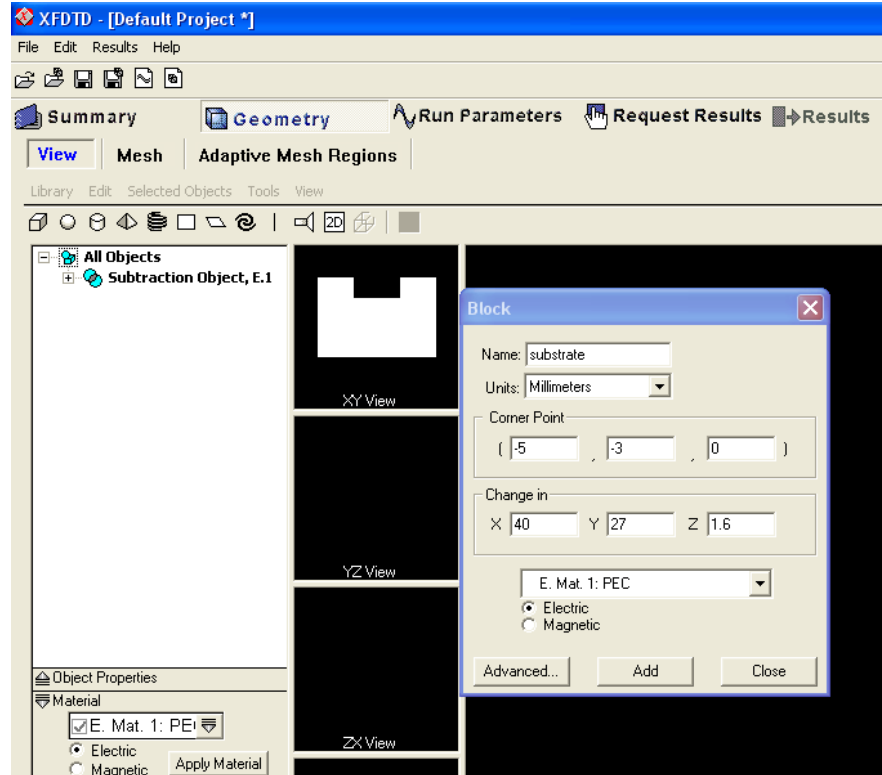 XFDTD - [Default Project *]
File Edit Results Help
Summary Geometry Run Parameters Request Results Results
View Mesh Adaptive Mesh Regions
Library Edit Selected Objects Tools View
2D
All Objects
Subtraction Object, E.1
XY View
YZ View
ZX View
Block
Name: substrate
Units: Millimeters
Corner Point
( -5 , -3 , 0 )
Change in
X 40 Y 27 Z 1.6
E. Mat. 1: PEC
Electric
Magnetic
Advanced... Add Close
Object Properties
Material
E. Mat. 1: PE
Electric
Magnetic Apply Material